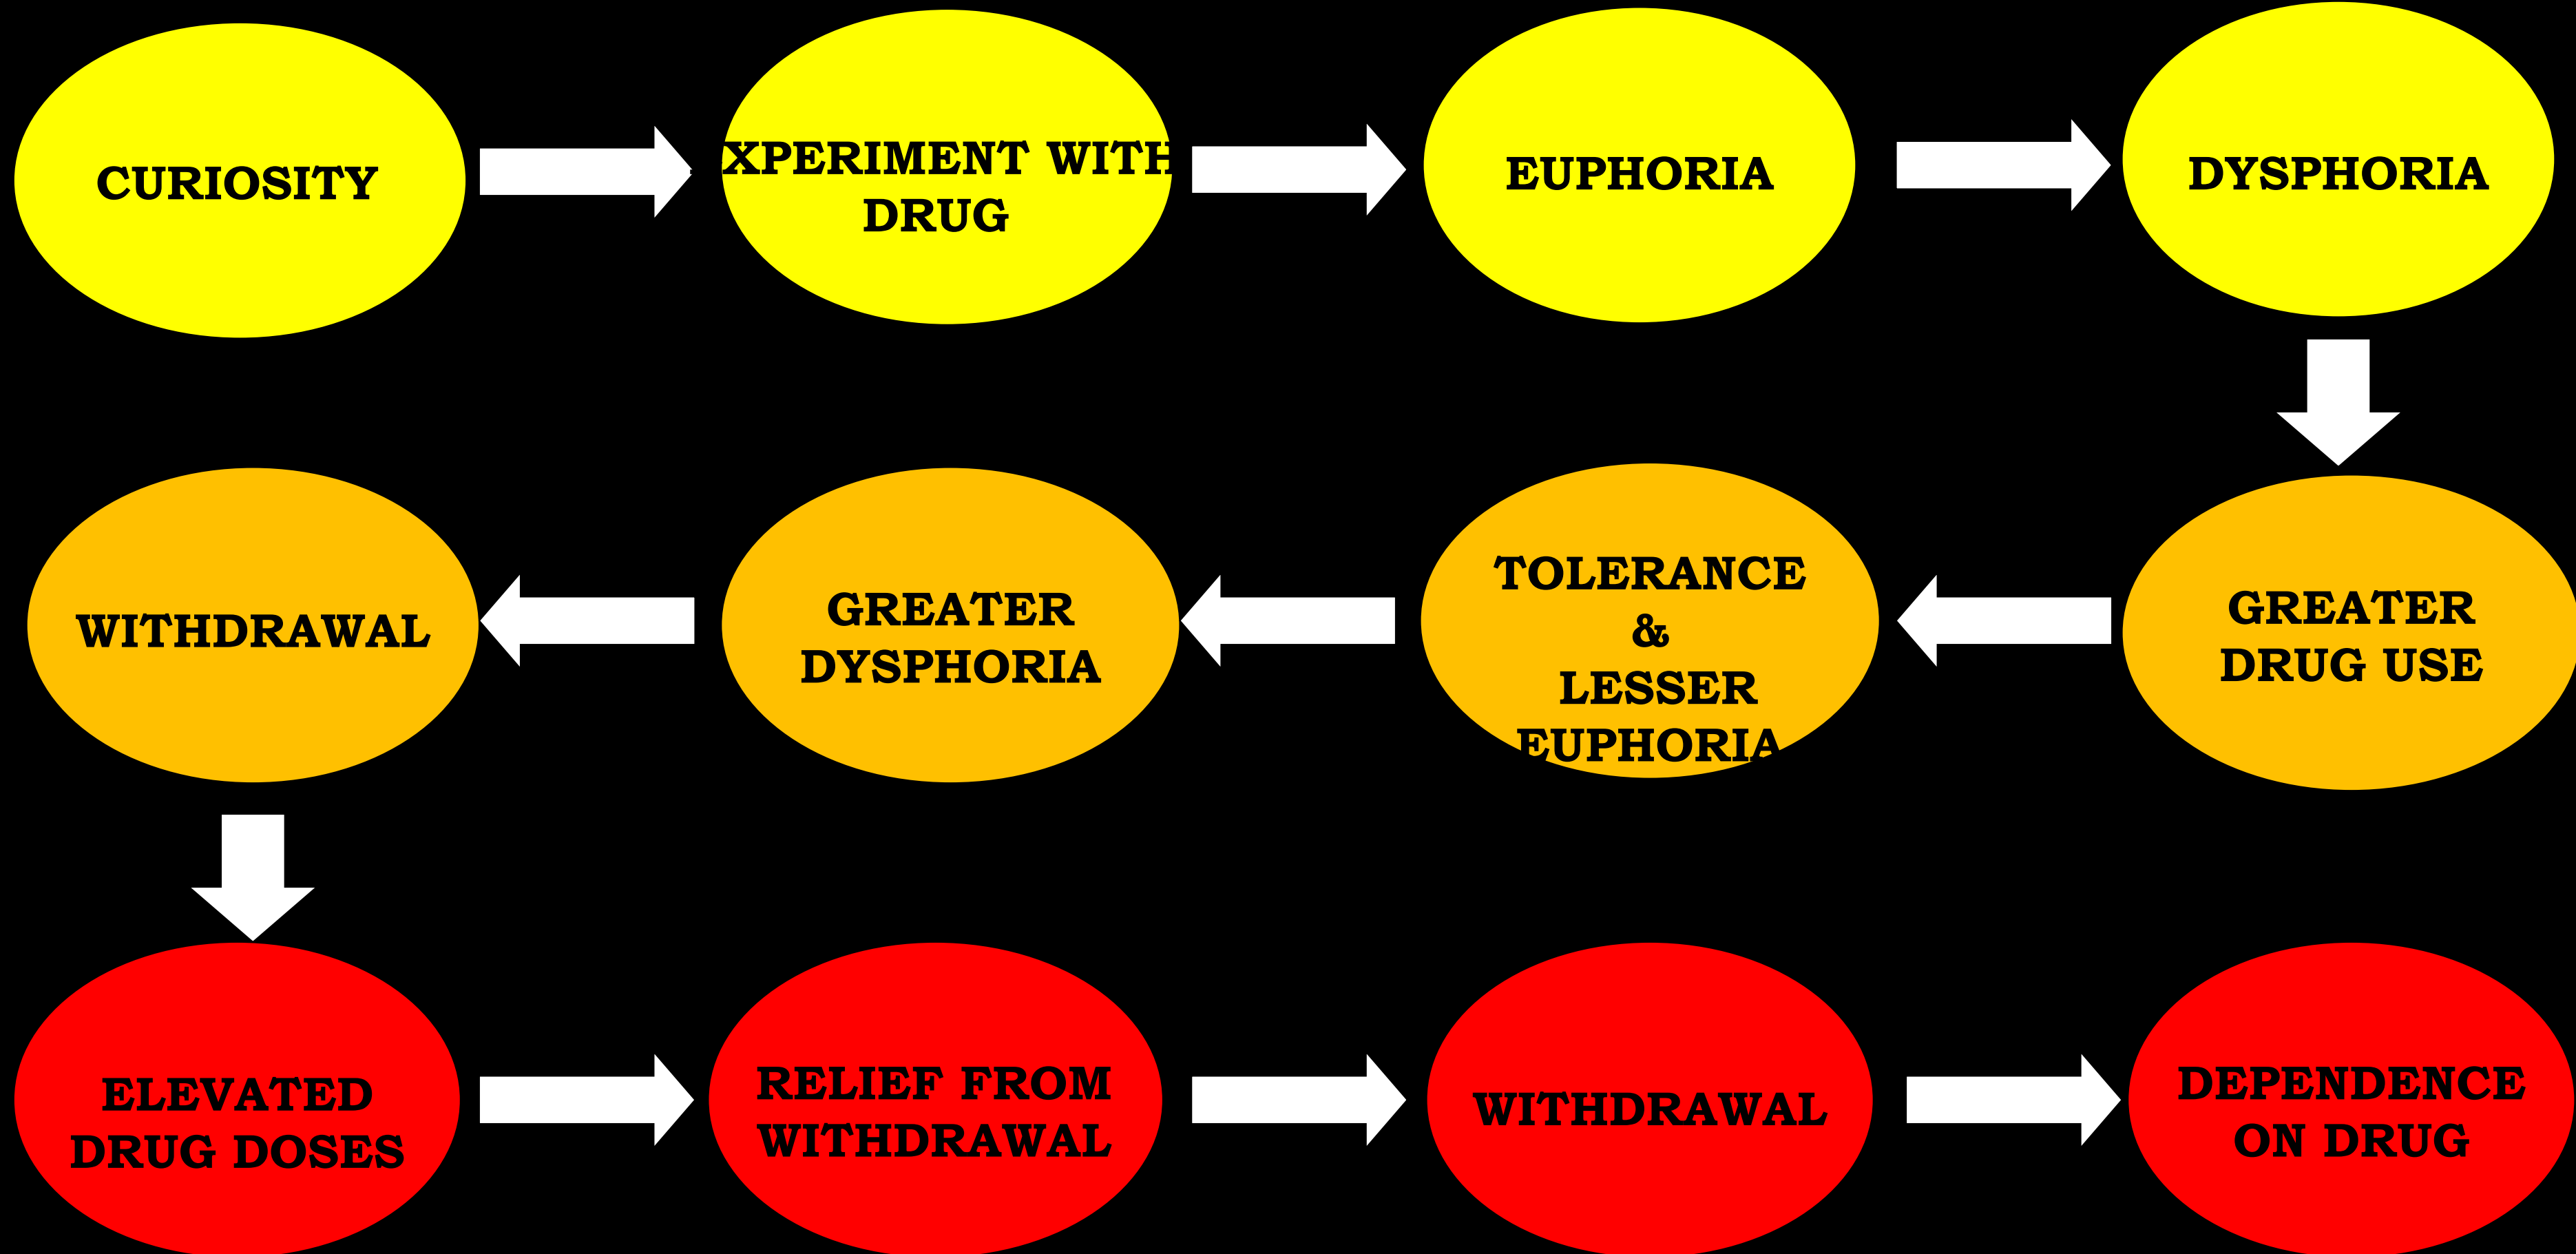 CURIOSITY
XPERIMENT WITH
DRUG
EUPHORIA
DYSPHORIA
GREATER
DRUG USE
TOLERANCE
&
LESSER
EUPHORIA
GREATER
DYSPHORIA
WITHDRAWAL
ELEVATED
DRUG DOSES
RELIEF FROM
WITHDRAWAL
WITHDRAWAL
DEPENDENCE
ON DRUG